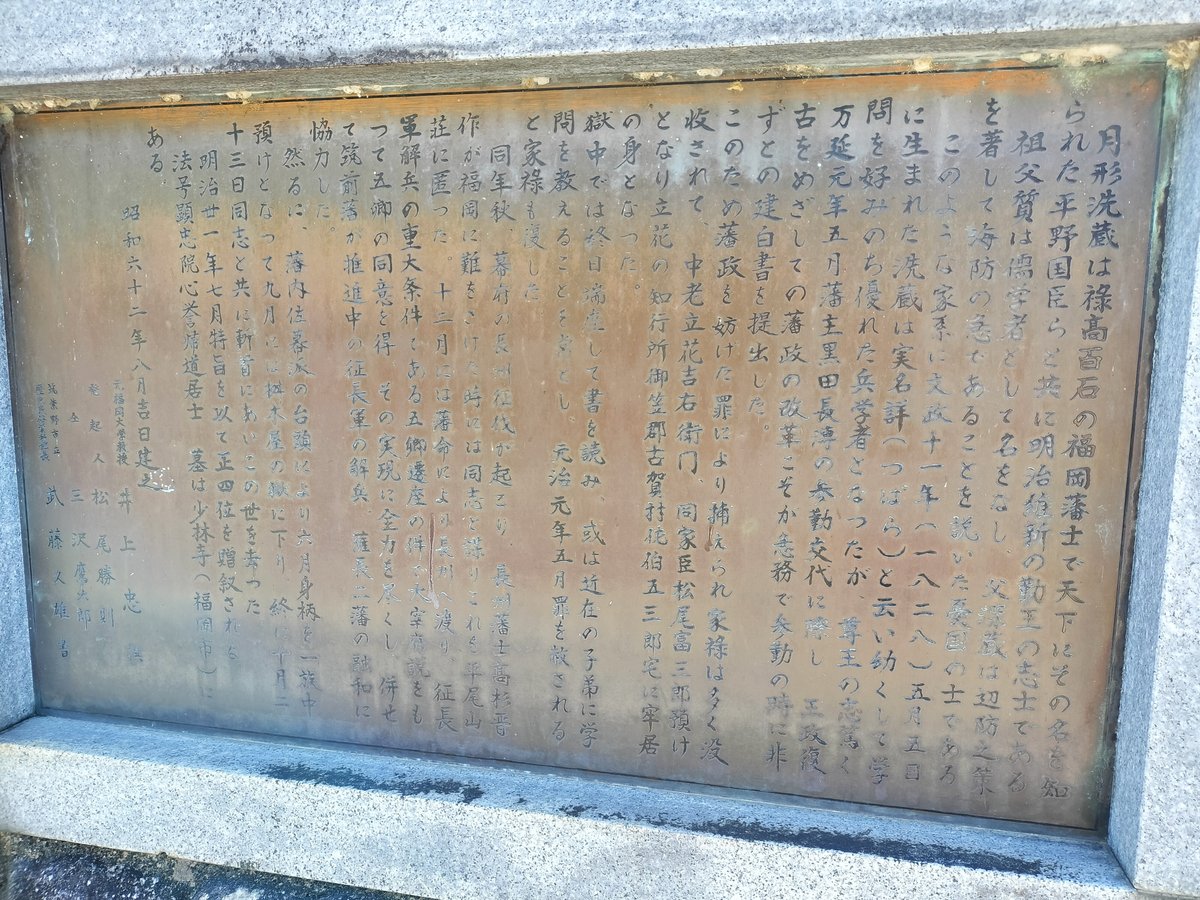 月形洗蔵は祿高百石の福岡藩士で天下にその名を知
られた平野国臣らと共に明治維新の勤王の志士である
祖父質は儒学者として名をなし、父深蔵は辺防之策
を著して海防の急であることを説いた憂国の士である
このような家系に文政十一年(一八二八)五月五日
に生まれた洗蔵は実名詳(つばら)と云い幼くして学
問を好みのち優れた兵学者となつたが、尊王の志篤く
万延元年五月藩主黒田長溥の参勤交代に際し 王政復
古をめざしての藩政の改革こそが急務で参勤の時に非
ずとの建白書を提出した。
このため藩政を妨げた罪により捕えられ家祿は多く没
收されて、中老立花吉右衛門、同家臣松尾富三郎預け
となり立花の知行所御笠郡古賀村佐伯五三郎宅に牢居
の身となった。
獄中では終日端座して書を読み、或は近在の子弟に学
問を教えることを責とし、元治元年五月罪を赦される
と家祿も復した。
同年秋、幕府の長州征伐が起こり、長州藩士高杉晋
作が福岡に難をさけた時には同志と謀りこれを平尾山
荘に匿った。十二月には藩命により長州へ渡り、征長
軍解兵の重大条件である五卿遷座の件で大宰府説をも
つて五卿の同意を得 その実現に全力を尽くし 併せ
て筑前藩が推進中の征長軍の解兵 薩長二藩の融和に
協力した。
然るに、藩内佐幕派の台頭により六月身柄を一族中
預けとなつて九月には桝木屋の獄に下り、終に十月二
十三日同志と共に斬首にあいこの世を去った
明治卅一年七月特旨を以て正四位を贈叙される
法号顕志院心誉清道居士 墓は少林寺(福岡市)に
ある
昭和六十二年八月吉日建之
元福岡大学教授 井上忠 撰
発起人 松尾勝則
仝 三沢鷹太郎
武藤人雄 書